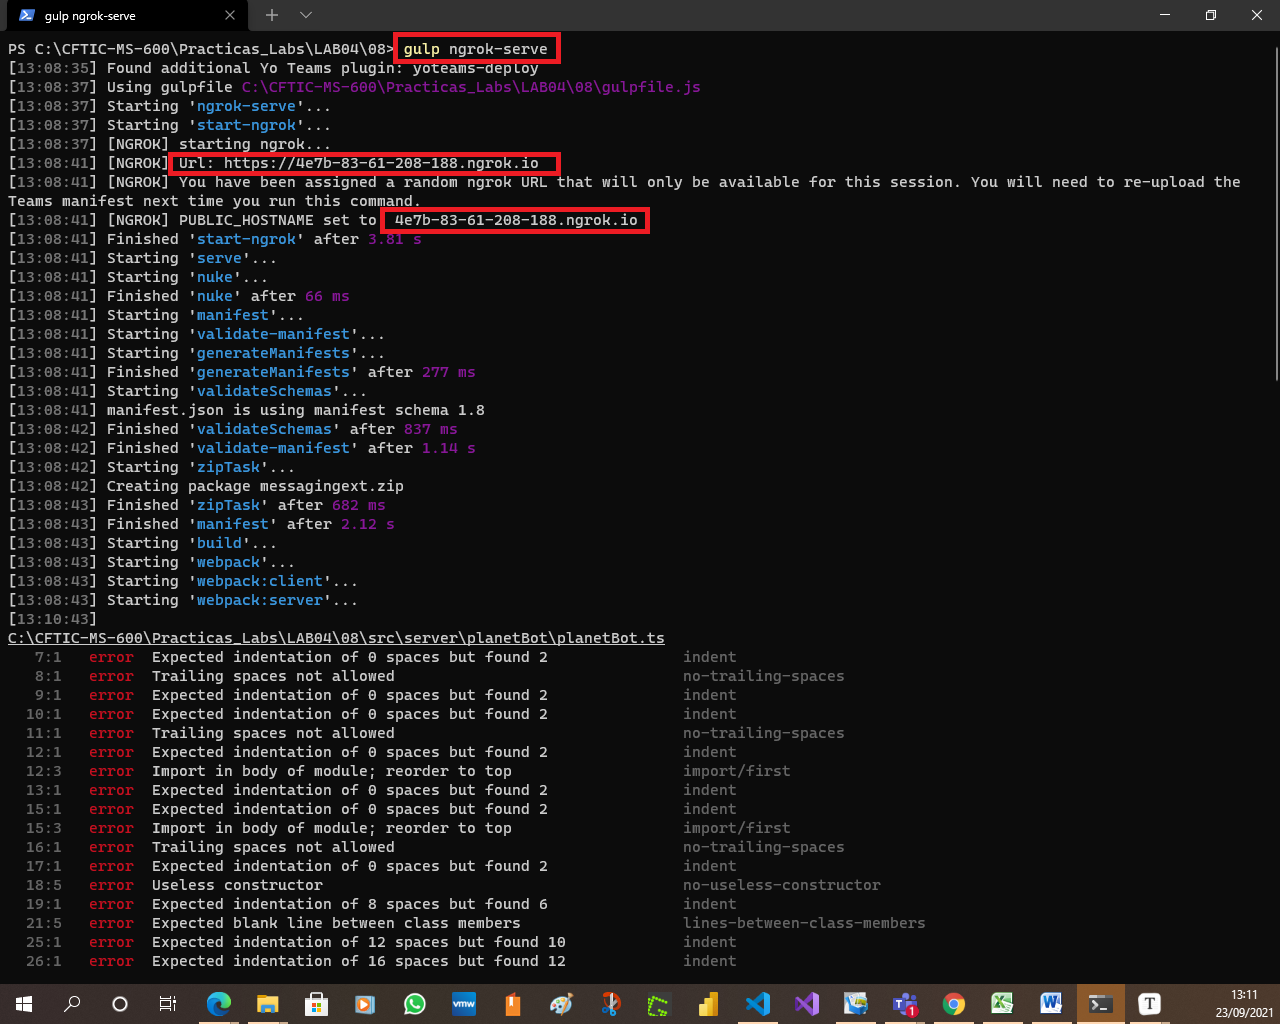 gulp ngrok-serve
PS C:\CFTIC-MS-600\Practicas_Labs\LAB04\08> gulp ngrok-serve
[13:08:35] Found additional Yo Teams plugin: yoteams-deploy
[13:08:37] Using gulpfile C:\CFTIC-MS-600\Practicas_Labs\LAB04\08\gulpfile.js
[13:08:37] Starting 'ngrok-serve'...
[13:08:37] Starting 'start-ngrok'...
[13:08:37] [NGROK] starting ngrok...
[13:08:41] [NGROK] Url: https://4e7b-83-61-208-188.ngrok.io
[13:08:41] [NGROK] You have been assigned a random ngrok URL that will only be available for this session. You will need to re-upload the
Teams manifest next time you run this command.
[13:08:41] [NGROK] PUBLIC_HOSTNAME set to 4e7b-83-61-208-188.ngrok.io
[13:08:41] Finished 'start-ngrok' after 3.81 s
[13:08:41] Starting 'serve'...
[13:08:41] Starting 'nuke'...
[13:08:41] Finished 'nuke' after 66 ms
[13:08:41] Starting 'manifest'...
[13:08:41] Starting 'validate-manifest'...
[13:08:41] Starting 'generateManifests'...
[13:08:41] Finished 'generateManifests' after 277 ms
[13:08:41] Starting 'validateSchemas'...
[13:08:41] manifest.json is using manifest schema 1.8
[13:08:42] Finished 'validateSchemas' after 837 ms
[13:08:42] Finished 'validate-manifest' after 1.14 s
[13:08:42] Starting 'zipTask'...
[13:08:42] Creating package messagingext.zip
[13:08:43] Finished 'zipTask' after 682 ms
[13:08:43] Finished 'manifest' after 2.12 s
[13:08:43] Starting 'build'...
[13:08:43] Starting 'webpack'...
[13:08:43] Starting 'webpack:client'...
[13:08:43] Starting 'webpack:server'...
[13:10:43]
C:\CFTIC-MS-600\Practicas_Labs\LAB04\08\src\server\planetBot\planetBot.ts
7:1 error Expected indentation of 0 spaces but found 2 indent
8:1 error Trailing spaces not allowed no-trailing-spaces
9:1 error Expected indentation of 0 spaces but found 2 indent
10:1 error Expected indentation of 0 spaces but found 2 indent
11:1 error Trailing spaces not allowed no-trailing-spaces
12:1 error Expected indentation of 0 spaces but found 2 indent
12:3 error Import in body of module; reorder to top import/first
13:1 error Expected indentation of 0 spaces but found 2 indent
15:1 error Expected indentation of 0 spaces but found 2 indent
15:3 error Import in body of module; reorder to top import/first
16:1 error Trailing spaces not allowed no-trailing-spaces
17:1 error Expected indentation of 0 spaces but found 2 indent
18:5 error Useless constructor no-useless-constructor
19:1 error Expected indentation of 8 spaces but found 6 indent
21:5 error Expected blank line between class members lines-between-class-members
25:1 error Expected indentation of 12 spaces but found 10 indent
26:1 error Expected indentation of 16 spaces but found 12 indent
vmw
1
T
13:11
23/09/2021